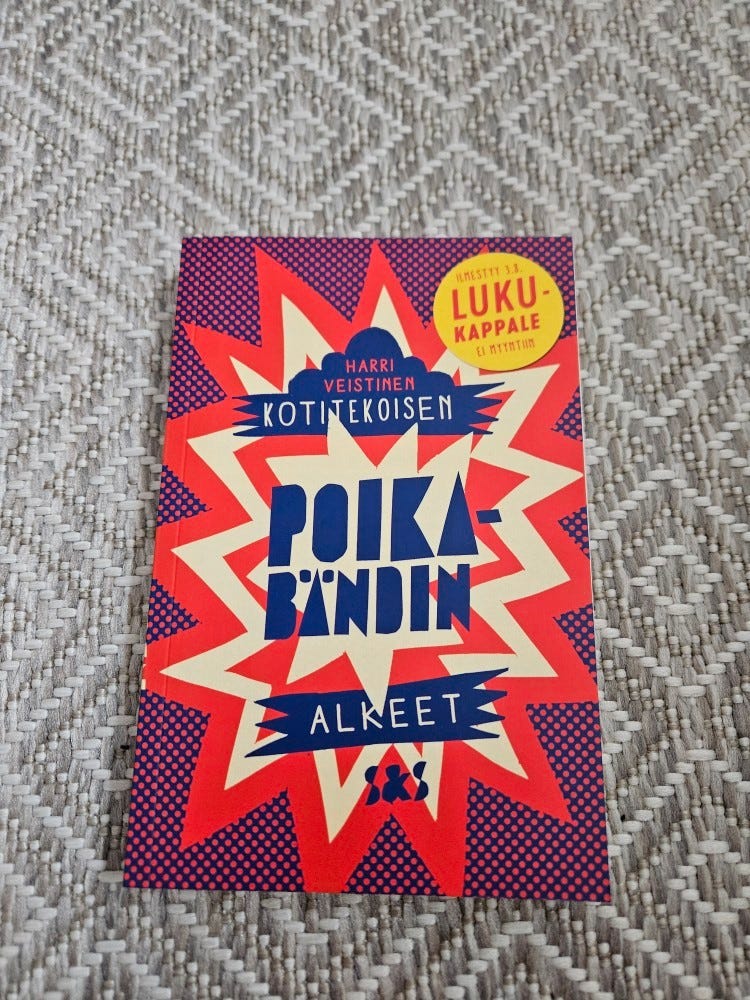 ILMESTYY 3.8.
LUKU-
KAPPALE
EI MYYNTIIN
HARRI
VEISTINEN
KOTITEKOISEN
POIKA-
BÄNDIN
ALKEET
S&S